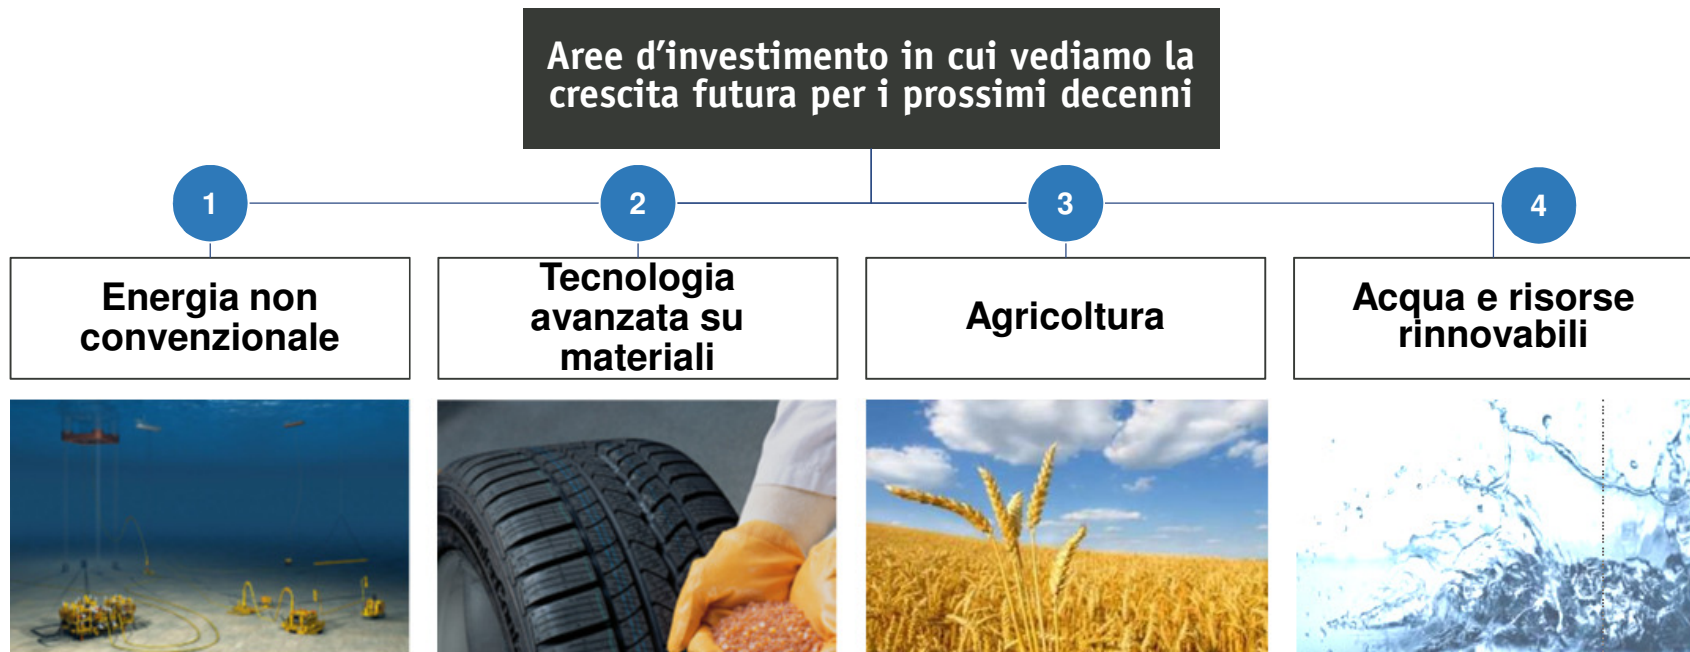 Aree d’investimento in cui vediamo la
crescita futura per i prossimi decenni
1
2
3
4
Energia non
convenzionale
Tecnologia
avanzata su
materiali
Agricoltura
Acqua e risorse
rinnovabili